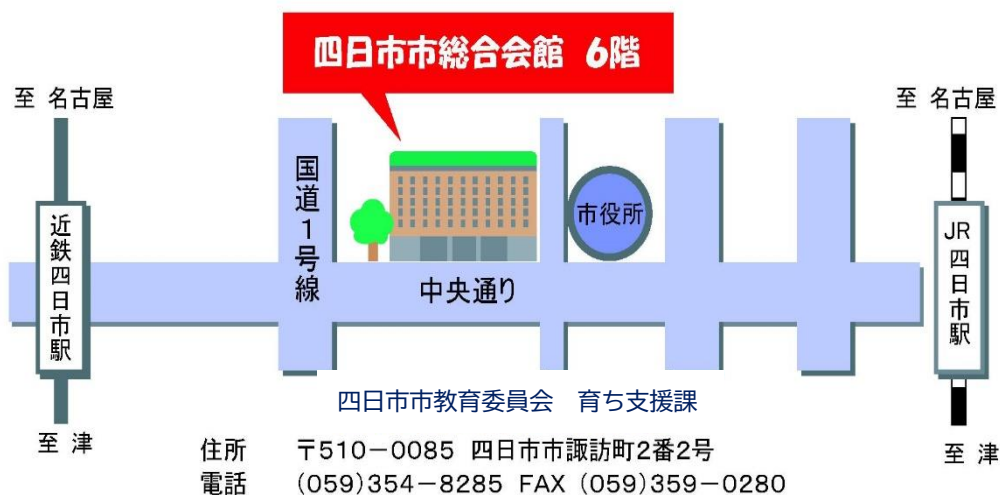 四日市市総合会館 6階
至 名古屋
至 名古屋
国道1号線
市役所
近鉄四日市駅
JR四日市駅
中央通り
四日市市教育委員会 育ち支援課
至 津
至 津
住所 〒510-0085 四日市市諏訪町2番2号
電話 (059)354-8285 FAX (059)359-0280